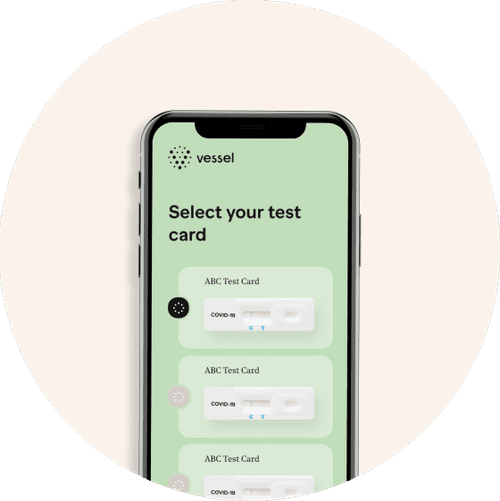 vessel
Select your test
card
ABC Test Card
COVID-19
C T
ABC Test Card
COVID-19
C T
ABC Test Card
COVID-19